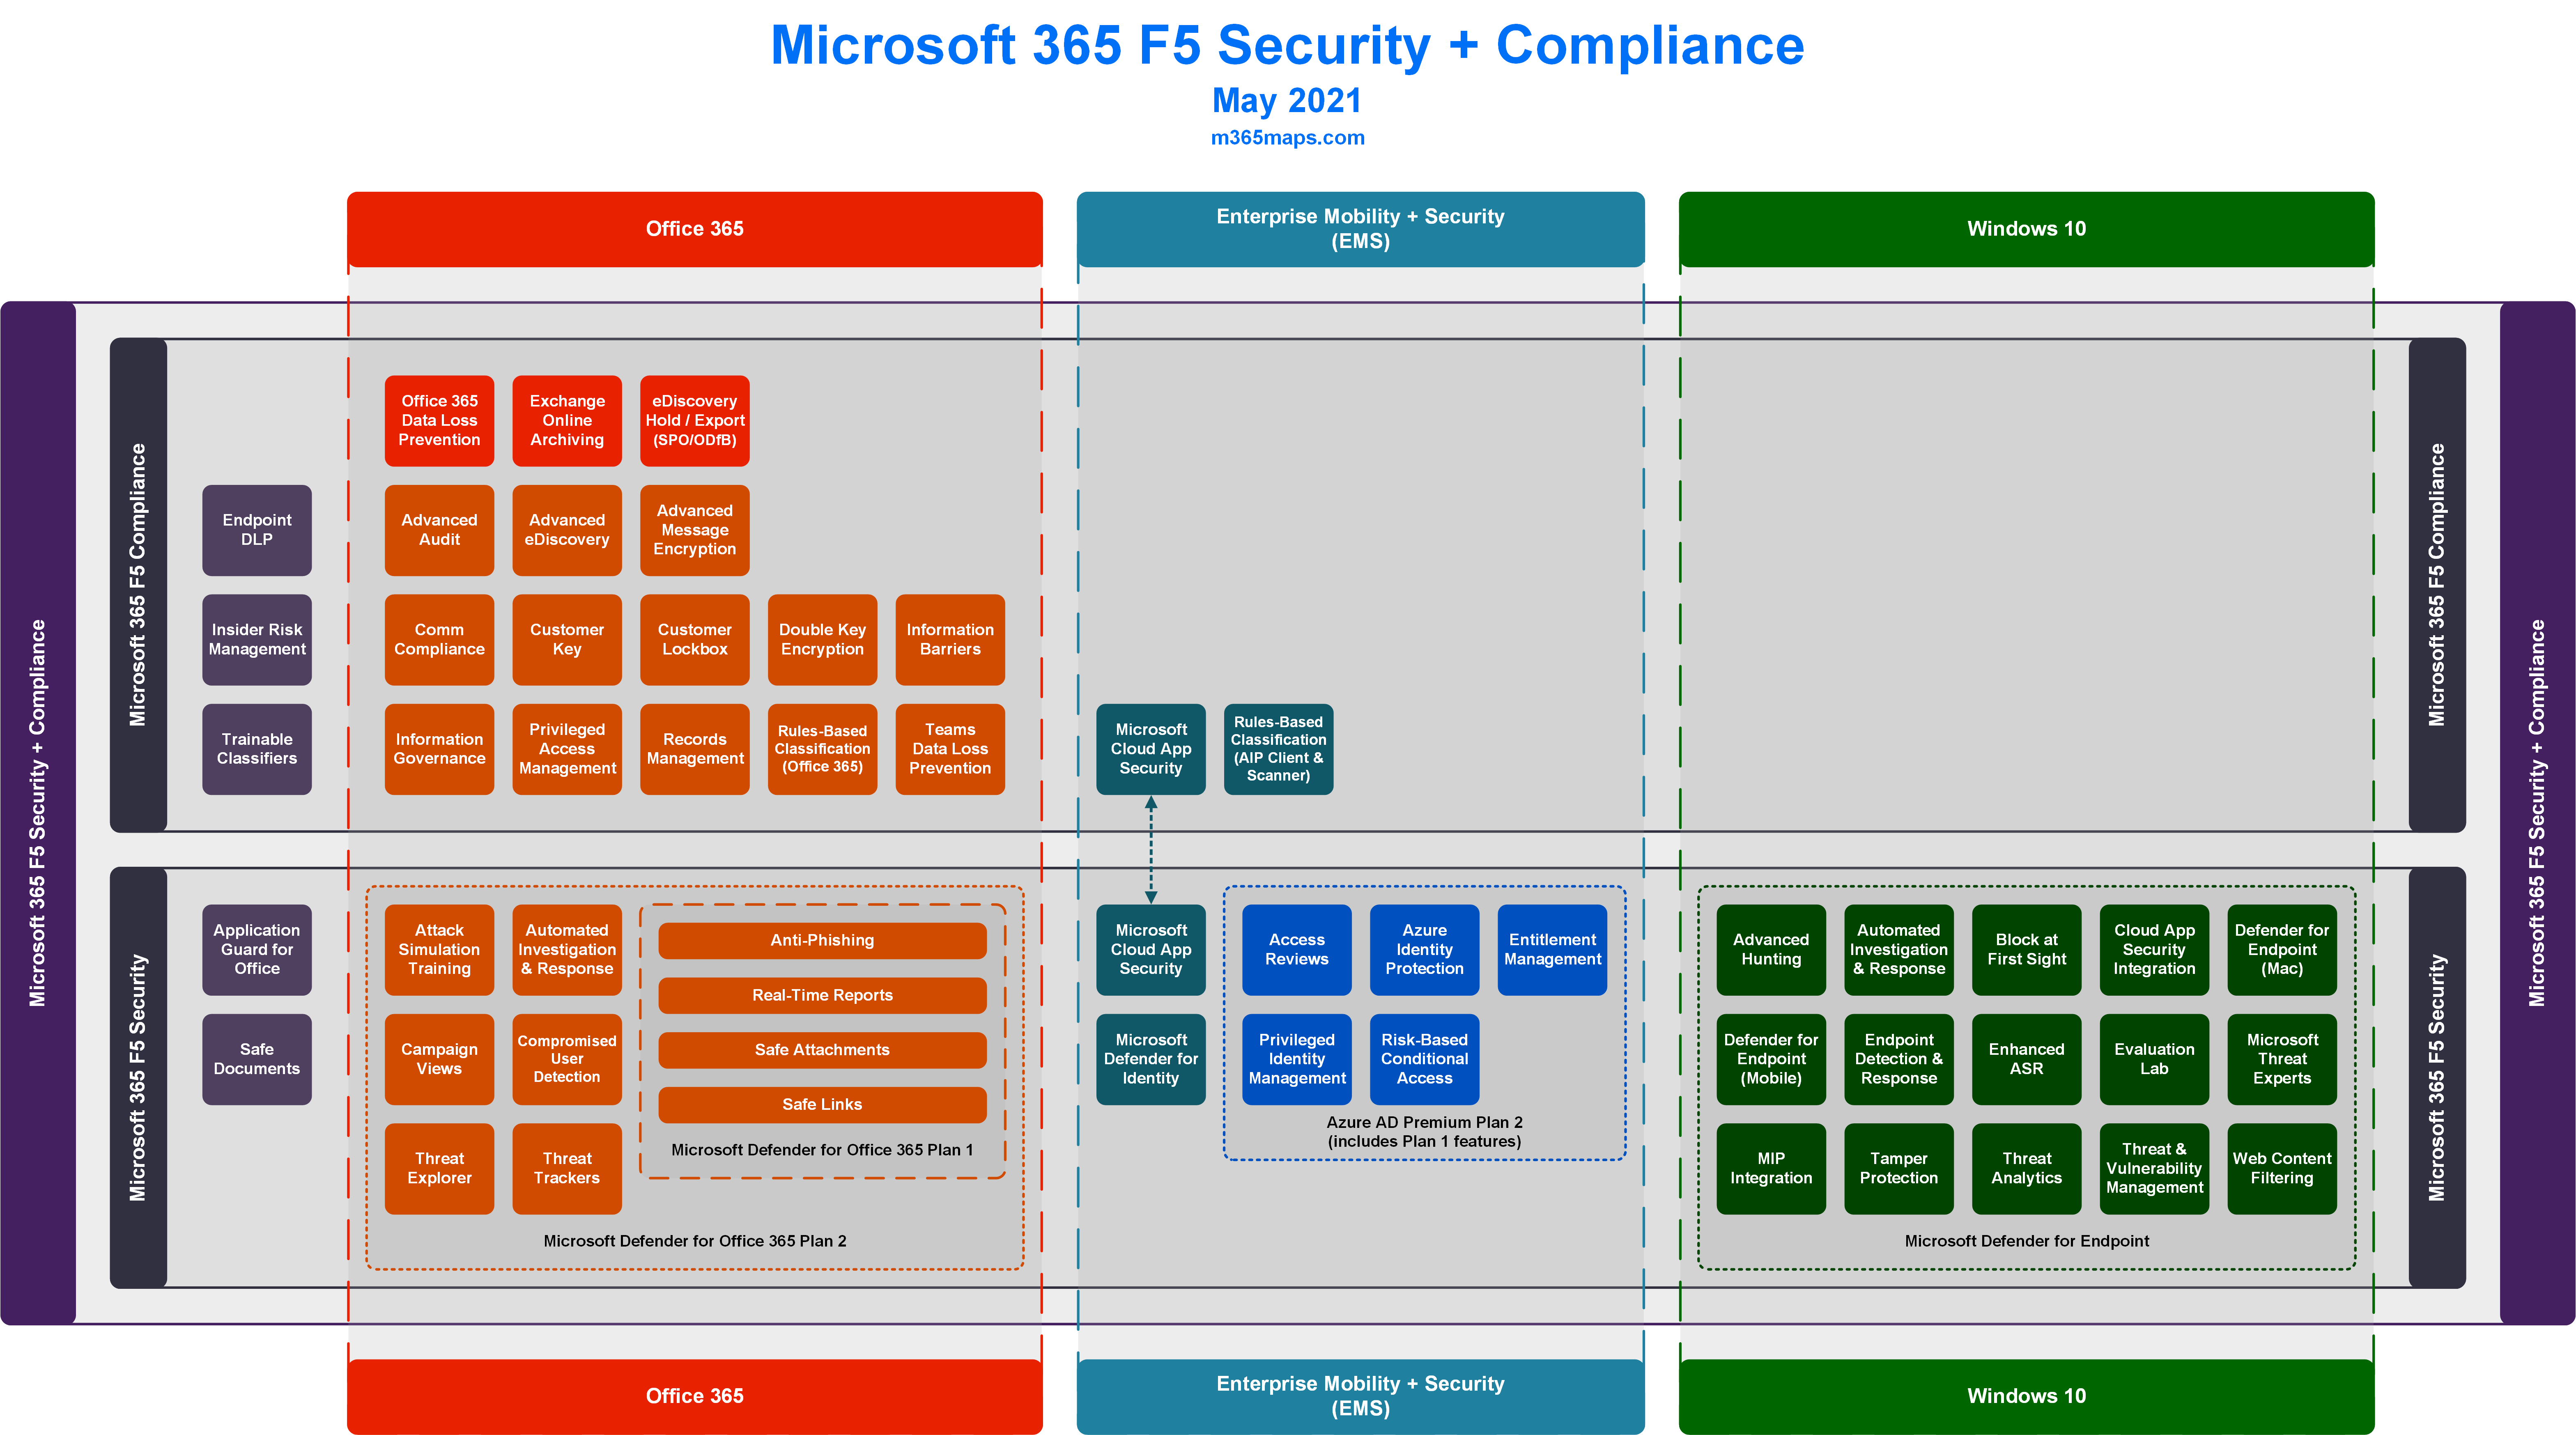 Microsoft 365 F5 Security + Compliance
May 2021
m365maps.com
Office 365
Enterprise Mobility + Security
(EMS)
Windows 10
Microsoft 365 F5 Security + Compliance
Microsoft 365 F5 Compliance
Office 365
Data Loss
Prevention
Exchange
Online
Archiving
eDiscovery
Hold / Export
(SPO/ODfB)
Endpoint
DLP
Advanced
Audit
Advanced
eDiscovery
Advanced
Message
Encryption
Insider Risk
Management
Comm
Compliance
Customer
Key
Customer
Lockbox
Double Key
Encryption
Information
Barriers
Trainable
Classifiers
Information
Governance
Privileged
Access
Management
Records
Management
Rules-Based
Classification
(Office 365)
Teams
Data Loss
Prevention
Microsoft
Cloud App
Security
Rules-Based
Classification
(AIP Client &
Scanner)
Microsoft 365 F5 Compliance
Microsoft 365 F5 Security + Compliance
Microsoft 365 F5 Security
Application
Guard for
Office
Safe
Documents
Attack
Simulation
Training
Automated
Investigation
& Response
Campaign
Views
Compromised
User
Detection
Threat
Explorer
Threat
Trackers
Anti-Phishing
Real-Time Reports
Safe Attachments
Safe Links
Microsoft Defender for Office 365 Plan 1
Microsoft Defender for Office 365 Plan 2
Microsoft
Cloud App
Security
Microsoft
Defender for
Identity
Access
Reviews
Azure
Identity
Protection
Entitlement
Management
Privileged
Identity
Management
Risk-Based
Conditional
Access
Azure AD Premium Plan 2
(includes Plan 1 features)
Advanced
Hunting
Automated
Investigation
& Response
Block at
First Sight
Cloud App
Security
Integration
Defender for
Endpoint
(Mac)
Defender for
Endpoint
(Mobile)
Endpoint
Detection &
Response
Enhanced
ASR
Evaluation
Lab
Microsoft
Threat
Experts
MIP
Integration
Tamper
Protection
Threat
Analytics
Threat &
Vulnerability
Management
Web Content
Filtering
Microsoft Defender for Endpoint
Microsoft 365 F5 Security
Office 365
Enterprise Mobility + Security
(EMS)
Windows 10